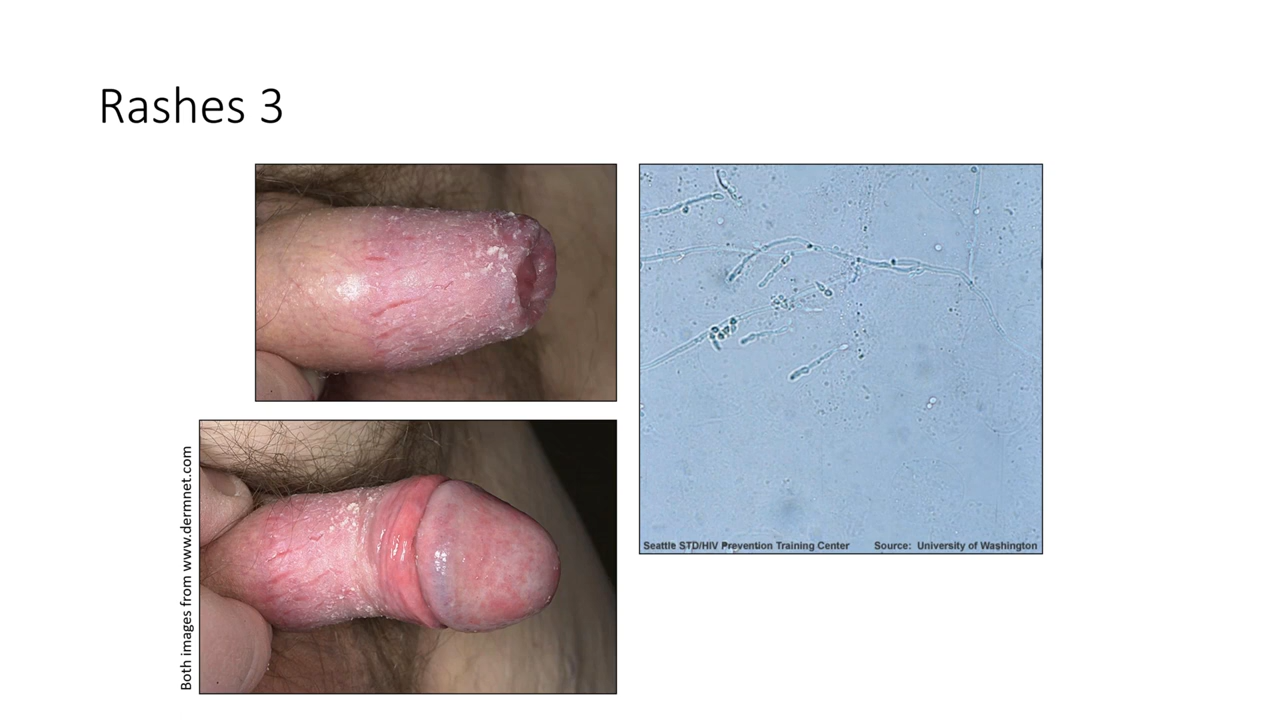 Rashes 3
Both images from www.dermnet.com
Seattle STD/HIV Prevention Training Center
Source: University of Washington